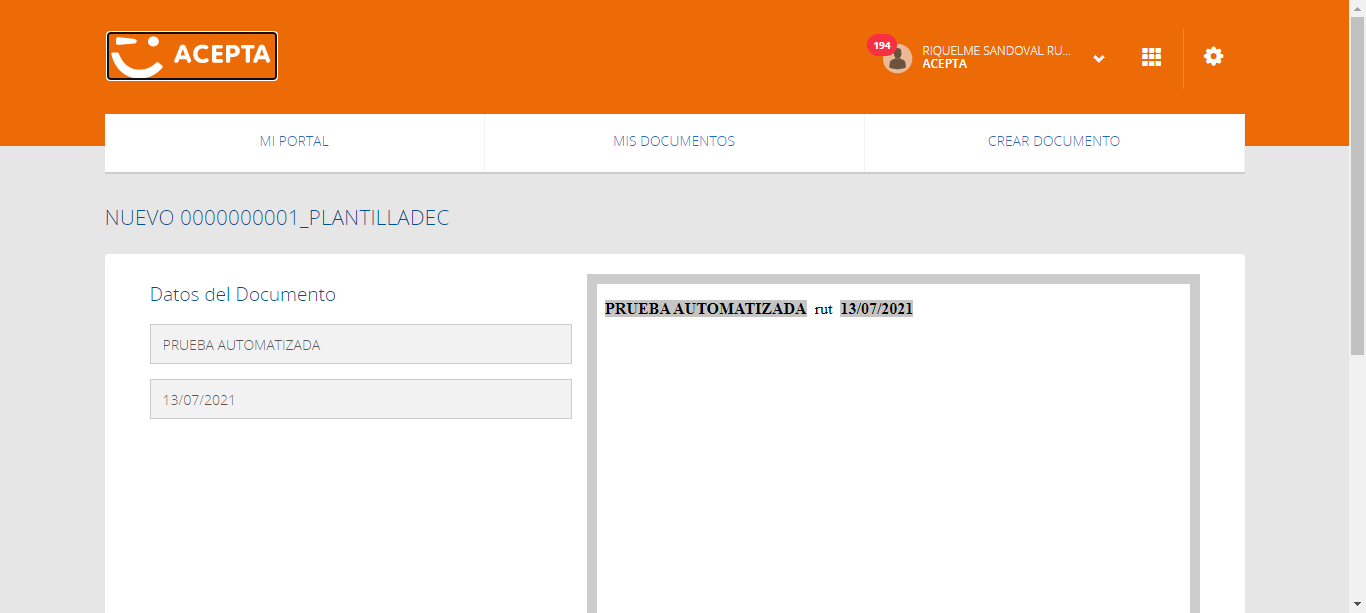 ACEPTA
194
RIQUELME SANDOVAL RU...
ACEPTA
MI PORTAL
MIS DOCUMENTOS
CREAR DOCUMENTO
NUEVO 0000000001_PLANTILLADEC
Datos del Documento
PRUEBA AUTOMATIZADA
13/07/2021
PRUEBA AUTOMATIZADA rut 13/07/2021